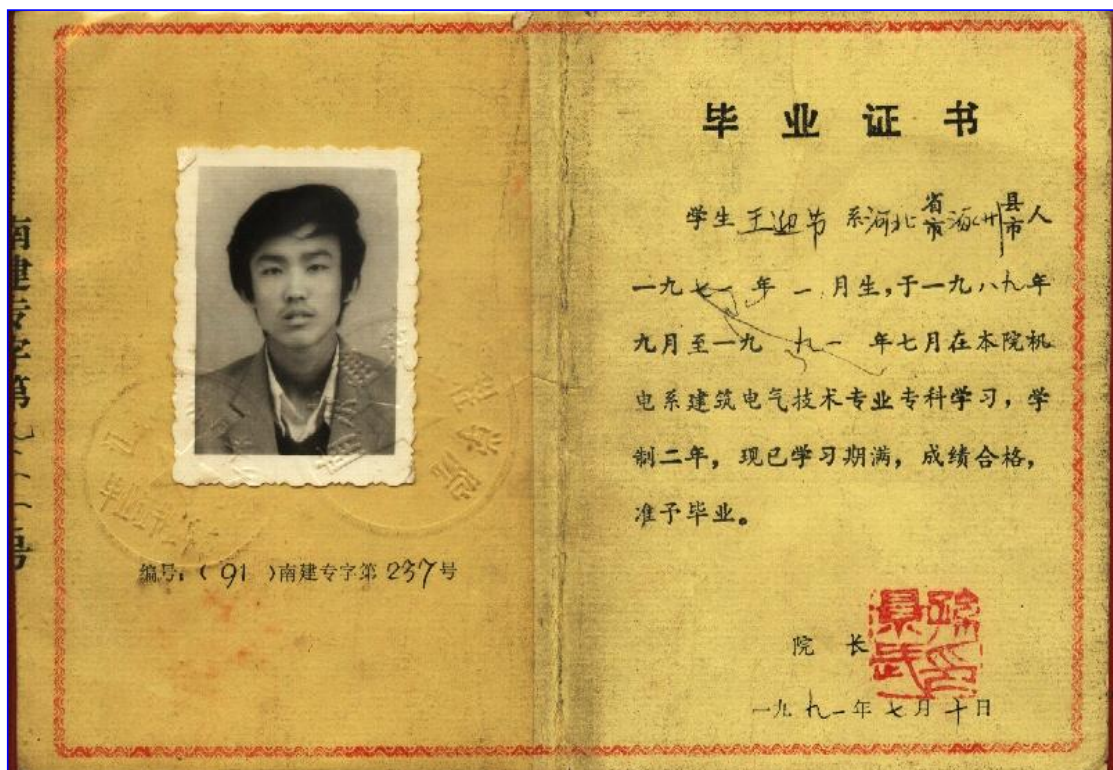 编号：（91）南建专字第 237 号
毕业证书
学生王迎节 系河北省市涿州县市人
一九七一年 一 月生，于一九八九年
九月至一九 九一 年七月在本院机
电系建筑电气技术专业专科学习，学
制二年，现已学习期满，成绩合格，
准予毕业。
院 长
一九九一年七月十日